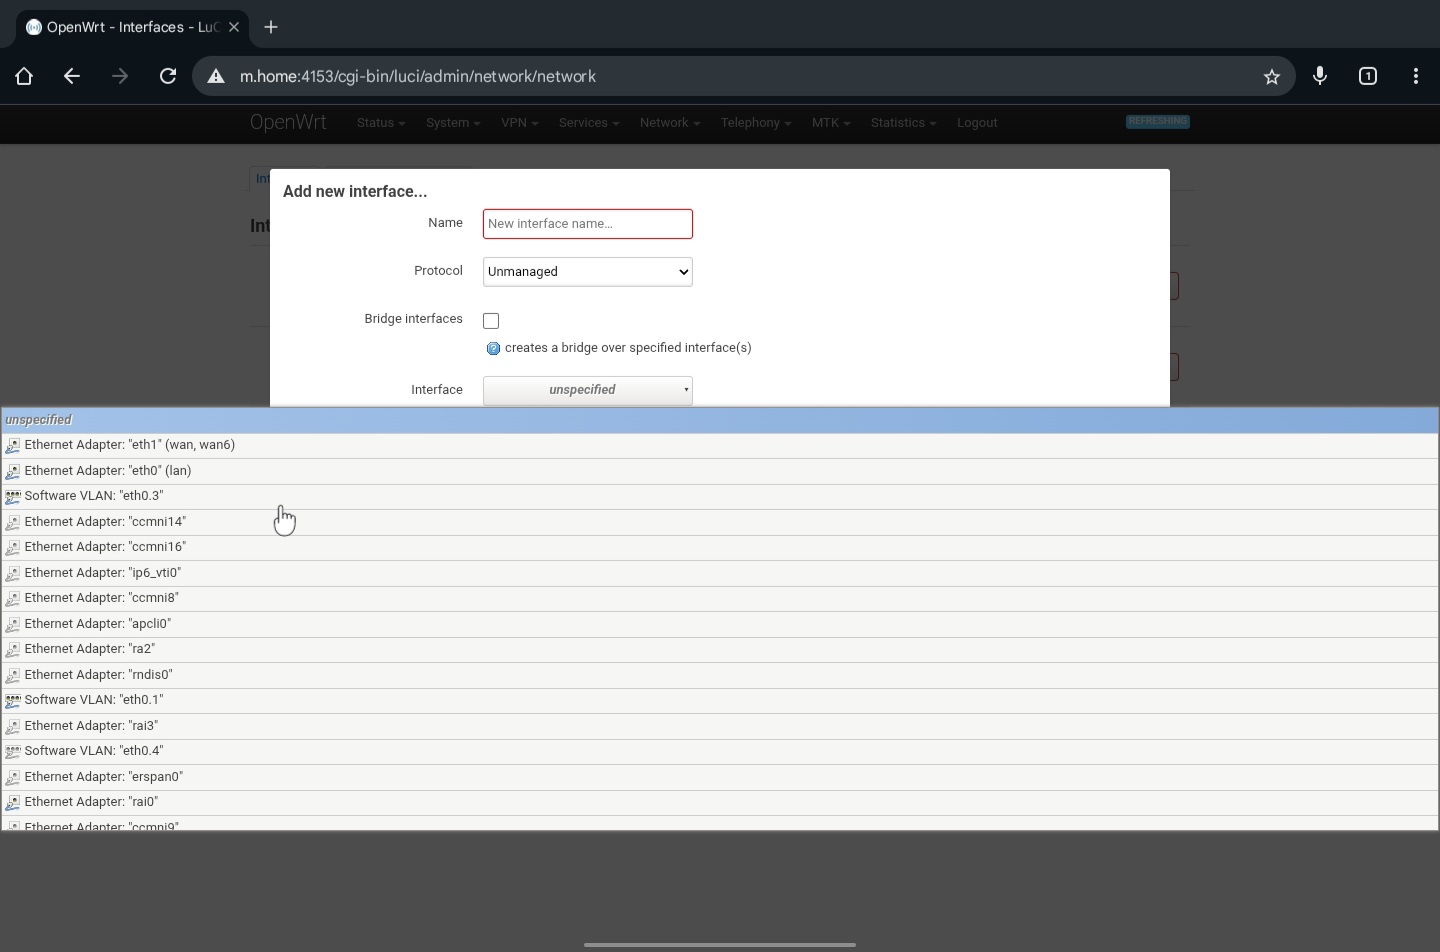 OpenWrt - Interfaces - LuC
m.home:4153/cgi-bin/luci/admin/network/network
1
OpenWrt Status System VPN Services Network Telephony MTK Statistics Logout REFRESHING
Int
Add new interface...
Int
Name New interface name...
Protocol Unmanaged
Bridge interfaces
creates a bridge over specified interface(s)
Interface unspecified
unspecified
Ethernet Adapter: "eth1" (wan, wan6)
Ethernet Adapter: "eth0" (lan)
Software VLAN: "eth0.3"
Ethernet Adapter: "ccmni14"
Ethernet Adapter: "ccmni16"
Ethernet Adapter: "ip6_vti0"
Ethernet Adapter: "ccmni8"
Ethernet Adapter: "apcli0"
Ethernet Adapter: "ra2"
Ethernet Adapter: "rndis0"
Software VLAN: "eth0.1"
Ethernet Adapter: "rai3"
Software VLAN: "eth0.4"
Ethernet Adapter: "erspan0"
Ethernet Adapter: "rai0"
Ethernet Adapter: "ccmni9"